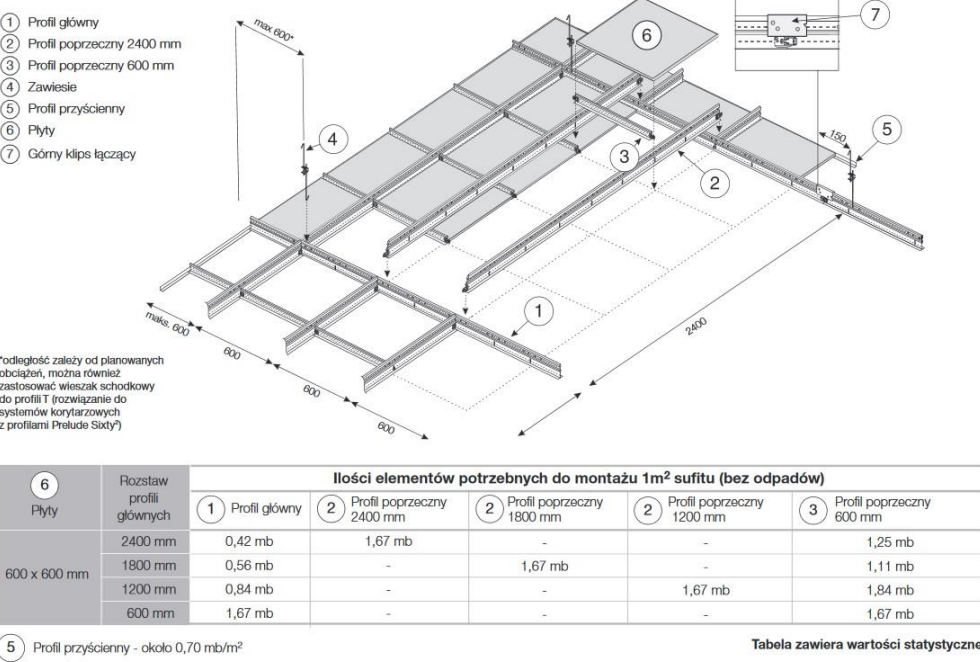 1 Profil główny
2 Profil poprzeczny 2400 mm
3 Profil poprzeczny 600 mm
4 Zawiesie
5 Profil przyścienny
6 Płyty
7 Górny klips łączący
max 600*
4
6
7
3
2
150
5
1
2400
maks. 600
600
600
600
*odległość zależy od planowanych
obciążeń, można również
zastosować wieszak schodkowy
do profili T (rozwiązanie do
systemów korytarzowych
z profilami Prelude Sixty²)
6 Płyty
Rozstaw profili głównych
Ilości elementów potrzebnych do montażu 1m² sufitu (bez odpadów)
1 Profil główny 2 Profil poprzeczny 2400 mm 2 Profil poprzeczny 1800 mm 2 Profil poprzeczny 1200 mm 3 Profil poprzeczny 600 mm
600 x 600 mm
2400 mm 0,42 mb 1,67 mb - - 1,25 mb
1800 mm 0,56 mb - 1,67 mb - 1,11 mb
1200 mm 0,84 mb - - 1,67 mb 1,84 mb
600 mm 1,67 mb - - - 1,67 mb
5 Profil przyścienny - około 0,70 mb/m²
Tabela zawiera wartości statystyczne